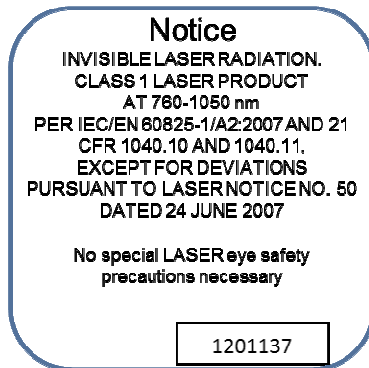 Notice
INVISIBLE LASER RADIATION.
CLASS 1 LASER PRODUCT
AT 760-1050 nm
PER IEC/EN 60825-1/A2:2007 AND 21
CFR 1040.10 AND 1040.11,
EXCEPT FOR DEVIATIONS
PURSUANT TO LASER NOTICE NO. 50
DATED 24 JUNE 2007
No special LASER eye safety
precautions necessary
1201137